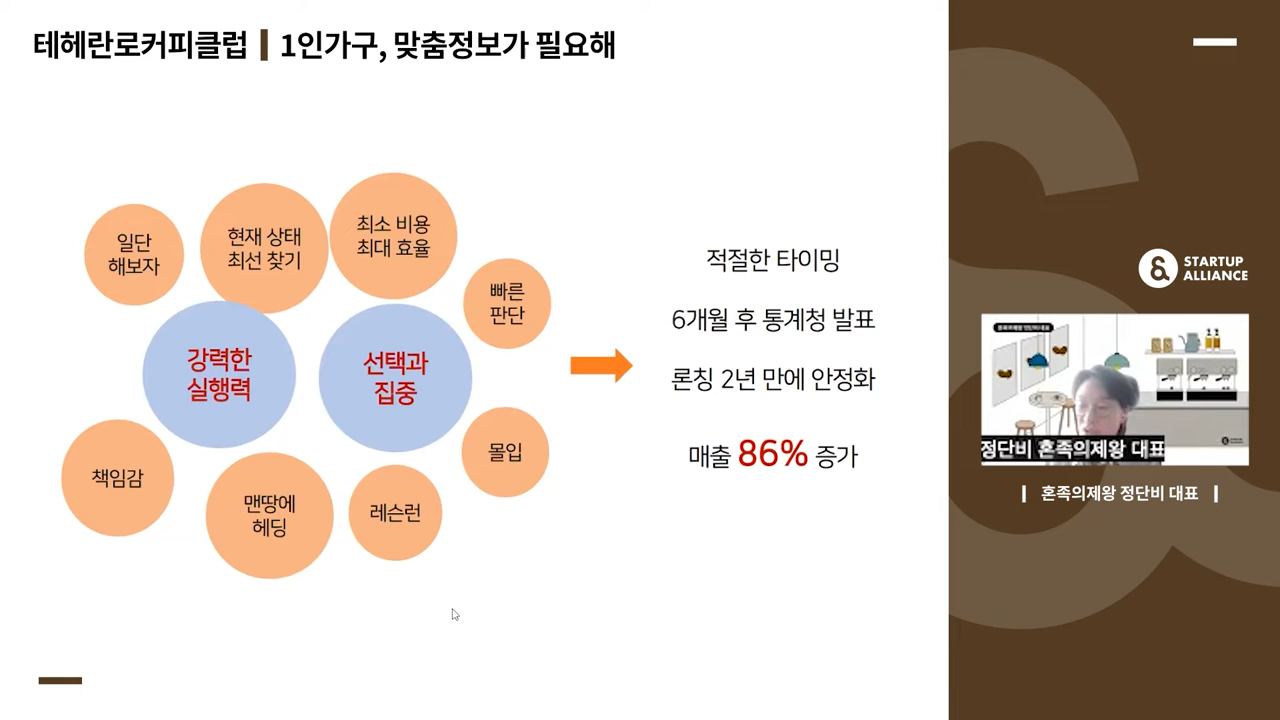 테헤란로커피클럽 | 1인가구, 맞춤정보가 필요해
일단
해보자
현재 상태
최선 찾기
최소 비용
최대 효율
빠른
판단
강력한
실행력
선택과
집중
책임감
맨땅에
헤딩
레슨런
몰입
적절한 타이밍
6개월 후 통계청 발표
론칭 2년 만에 안정화
매출 86% 증가
STARTUP
ALLIANCE
정단비 혼족의제왕 대표
| 혼족의제왕 정단비 대표 |